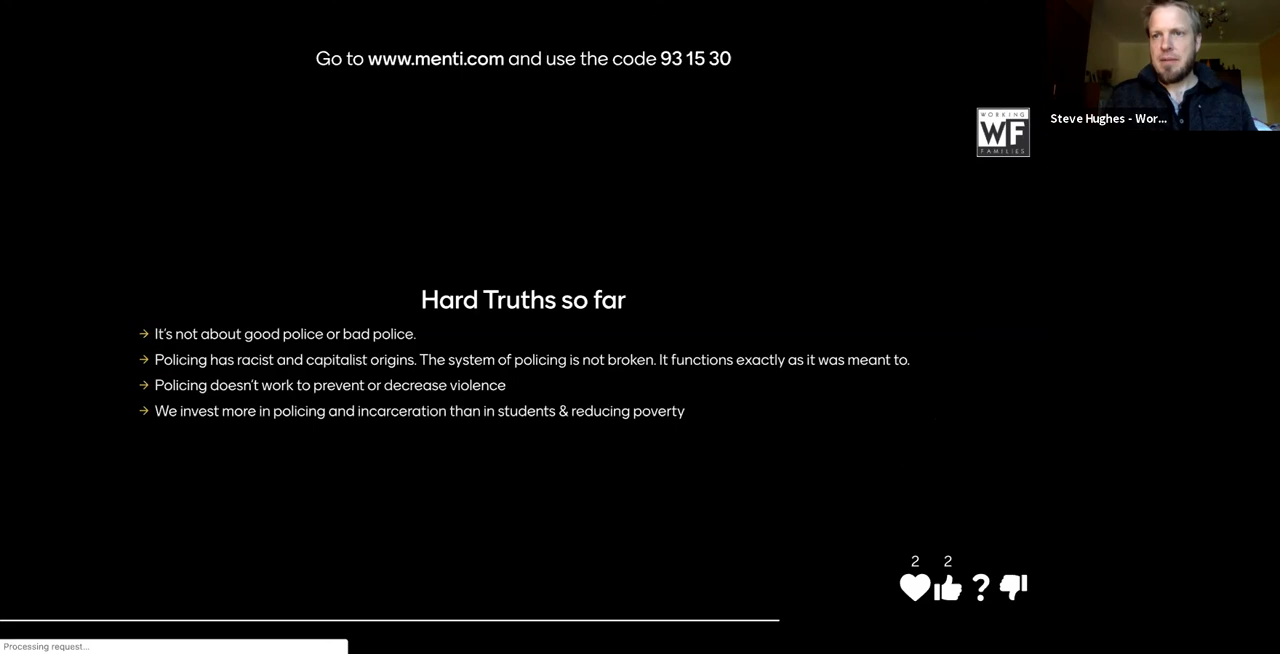 Go to www.menti.com and use the code 93 15 30
WORKING
WF
FAMILIES
Steve Hughes - Wor...
Hard Truths so far
→ It's not about good police or bad police.
→ Policing has racist and capitalist origins. The system of policing is not broken. It functions exactly as it was meant to.
→ Policing doesn't work to prevent or decrease violence
→ We invest more in policing and incarceration than in students & reducing poverty
2 2
?
Processing request...